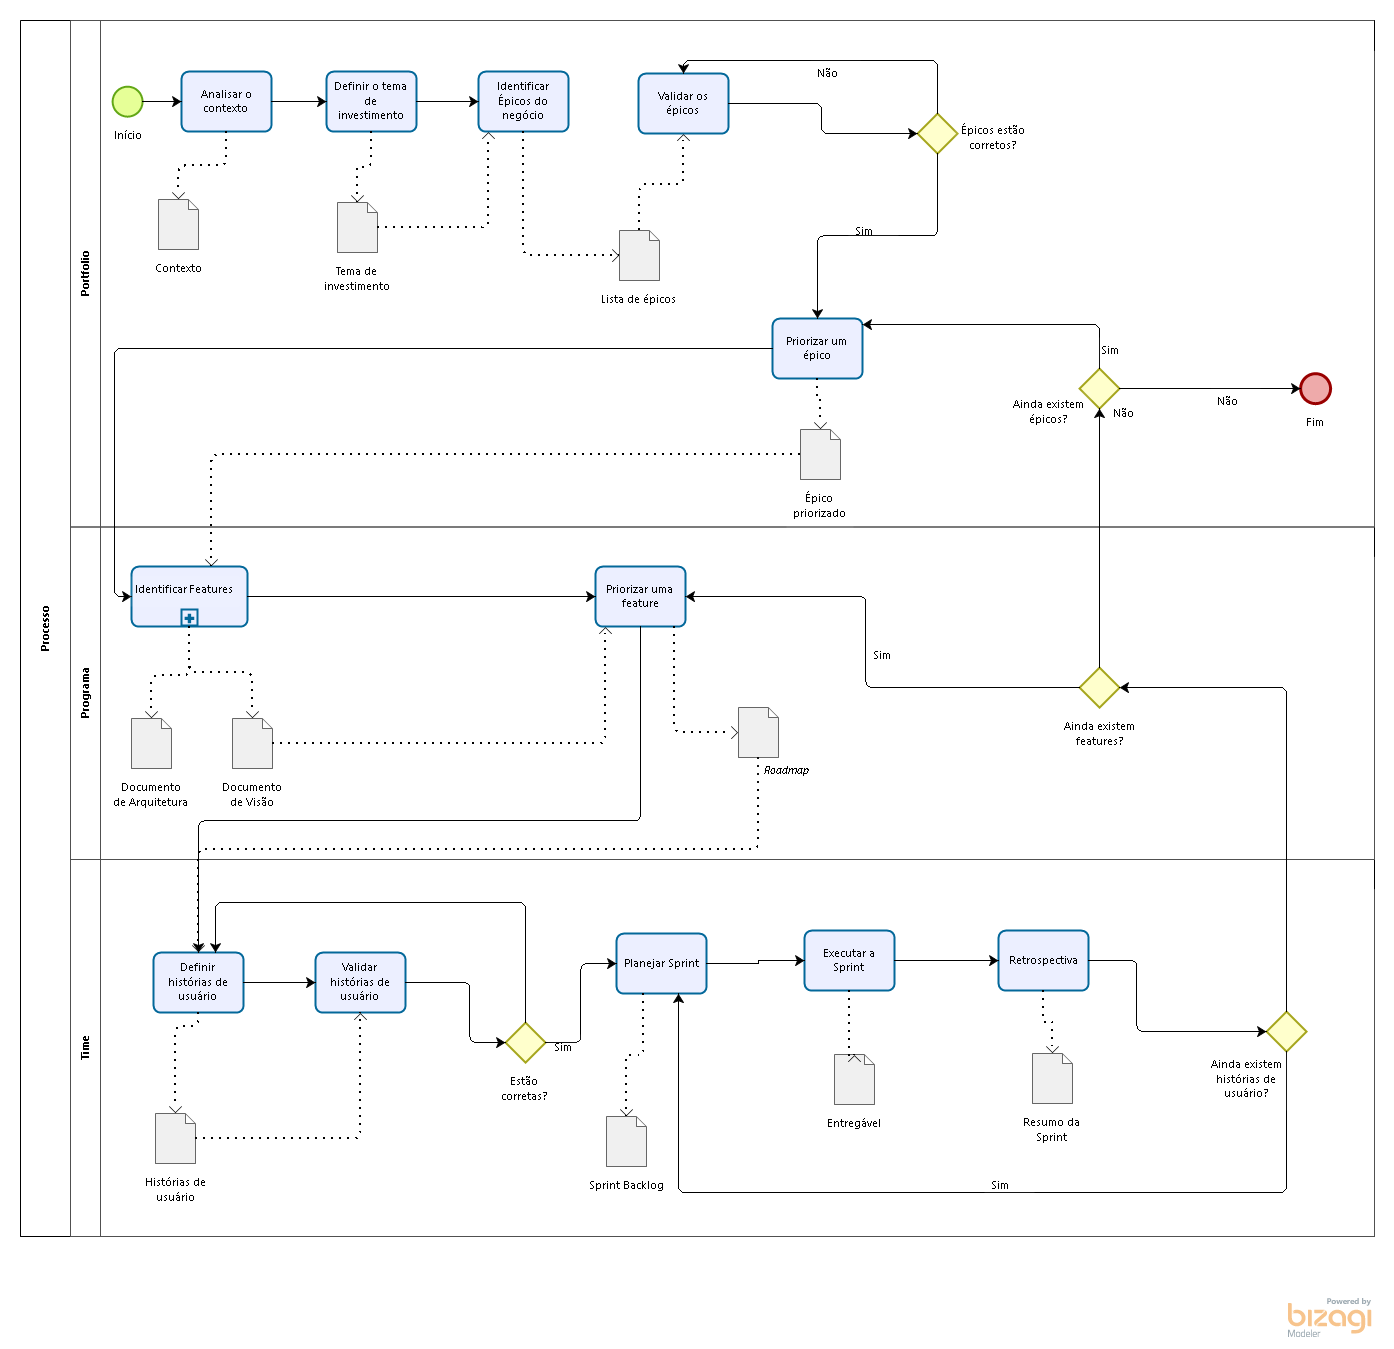 Processo
Portfolio
Início
Analisar o
contexto
Definir o tema
de
investimento
Identificar
Épicos do
negócio
Validar os
épicos
Não
Épicos estão
corretos?
Contexto
Tema de
investimento
Lista de épicos
Sim
Priorizar um
épico
Sim
Ainda existem
épicos?
Não
Não
Fim
Épico
priorizado
Programa
Identificar Features
Priorizar uma
feature
Sim
Ainda existem
features?
Documento
de Arquitetura
Documento
de Visão
Roadmap
Time
Definir
histórias de
usuário
Validar
histórias de
usuário
Planejar Sprint
Executar a
Sprint
Retrospectiva
Sim
Estão
corretas?
Ainda existem
histórias de
usuário?
Histórias de
usuário
Sprint Backlog
Entregável
Resumo da
Sprint
Sim
Powered by
bizagi
Modeler